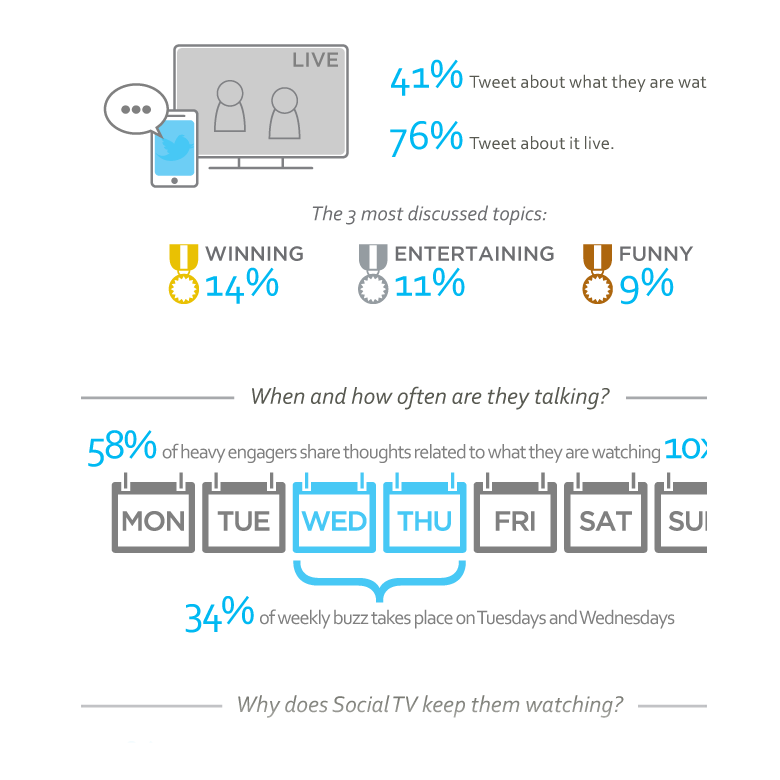 LIVE
41% Tweet about what they are wat
76% Tweet about it live.
The 3 most discussed topics:
WINNING ENTERTAINING FUNNY
14% 11% 9%
When and how often are they talking?
58% of heavy engagers share thoughts related to what they are watching 10x
MON TUE WED THU FRI SAT SU
34% of weekly buzz takes place on Tuesdays and Wednesdays
Why does Social TV keep them watching?